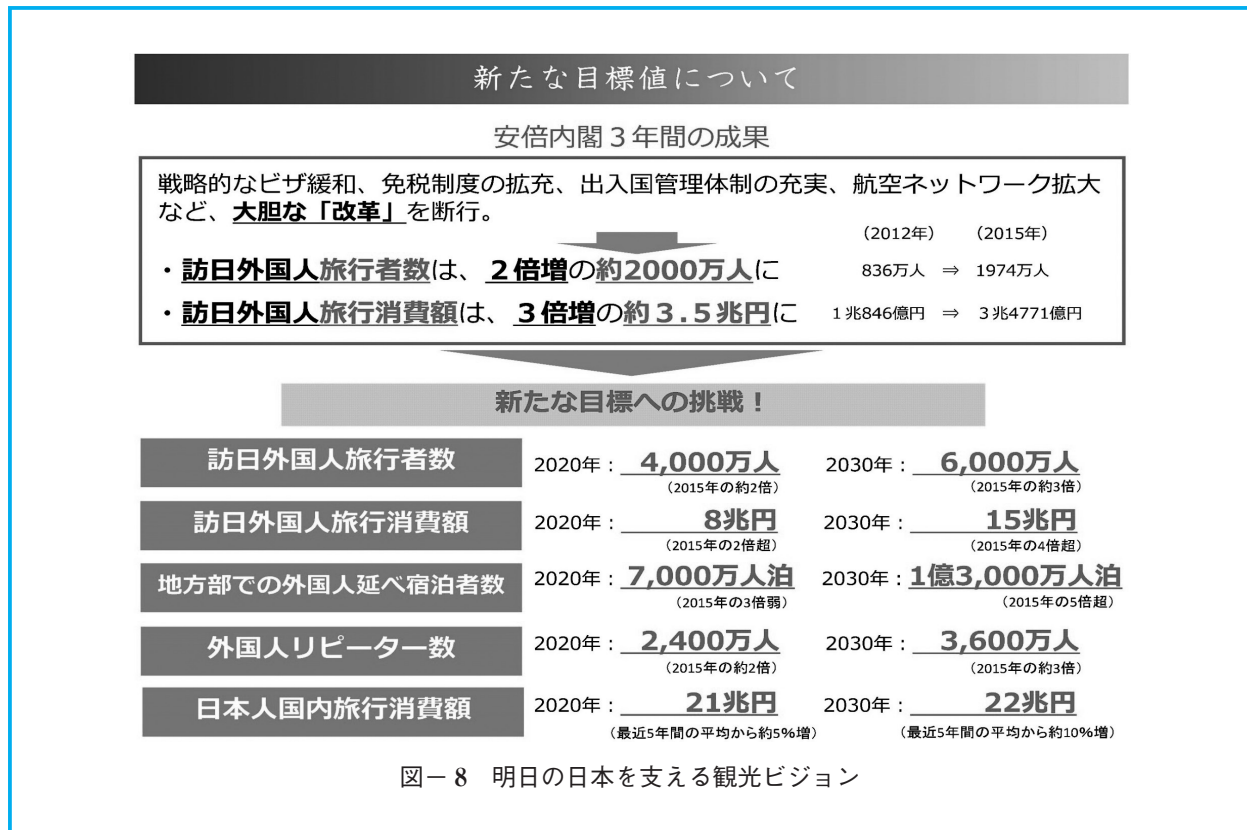 新たな目標値について
安倍内閣３年間の成果
戦略的なビザ緩和、免税制度の拡充、出入国管理体制の充実、航空ネットワーク拡大
など、大胆な「改革」を断行。
（2012年） （2015年）
・訪日外国人旅行者数は、２倍増の約2000万人に 836万人 ⇒ 1974万人
・訪日外国人旅行消費額は、３倍増の約３.５兆円に １兆846億円 ⇒ ３兆4771億円
新たな目標への挑戦！
訪日外国人旅行者数 2020年： 4,000万人 2030年： 6,000万人
（2015年の約2倍） （2015年の約3倍）
訪日外国人旅行消費額 2020年： 8兆円 2030年： 15兆円
（2015年の2倍超） （2015年の4倍超）
地方部での外国人延べ宿泊者数 2020年： 7,000万人泊 2030年： 1億3,000万人泊
（2015年の3倍弱） （2015年の5倍超）
外国人リピーター数 2020年： 2,400万人 2030年： 3,600万人
（2015年の約2倍） （2015年の約3倍）
日本人国内旅行消費額 2020年： 21兆円 2030年： 22兆円
（最近5年間の平均から約5%増） （最近5年間の平均から約10%増）
図－８ 明日の日本を支える観光ビジョン